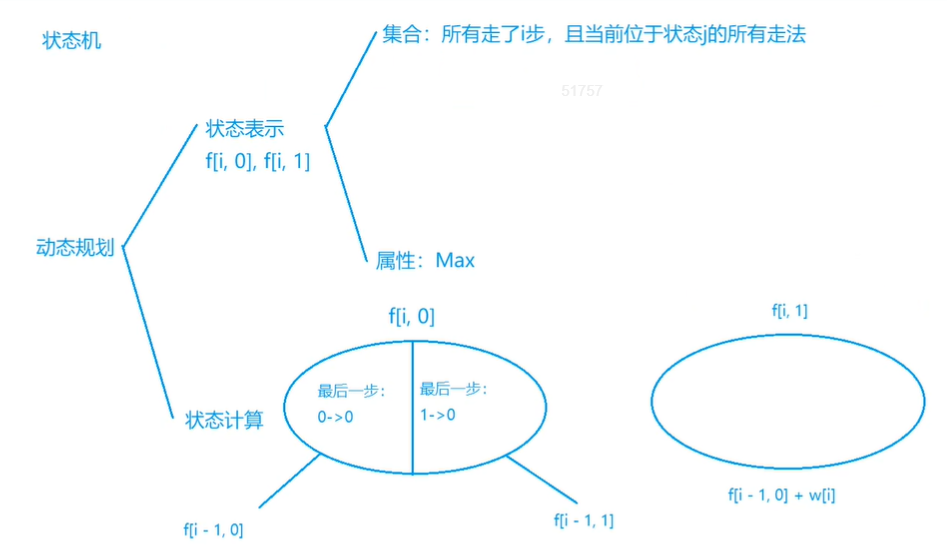 状态机
集合：所有走了i步，且当前位于状态j的所有走法
51757
状态表示
f[i, 0], f[i, 1]
动态规划
属性：Max
f[i, 0]
f[i, 1]
最后一步：
0->0
最后一步：
1->0
状态计算
f[i - 1, 0]
f[i - 1, 1]
f[i - 1, 0] + w[i]